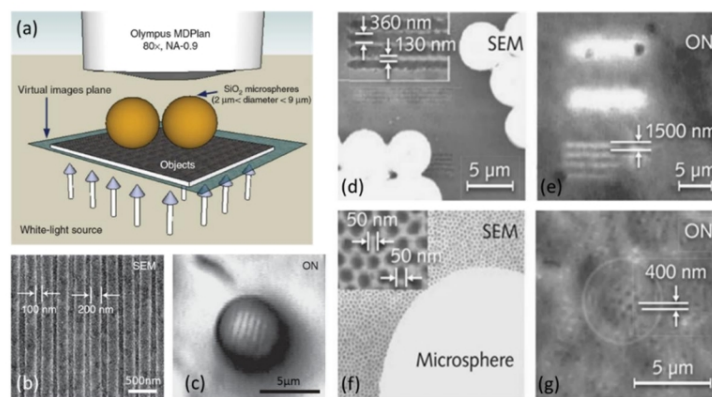 (a)
Olympus MDPlan
80×, NA-0.9
Virtual images plane
SiO₂ microspheres
(2 μm< diameter < 9 μm)
Objects
White-light source
SEM
100 nm
200 nm
500nm
(b)
ON
5μm
(c)
360 nm
130 nm
SEM
5 μm
(d)
ON
1500 nm
5 μm
(e)
50 nm
50 nm
SEM
Microsphere
(f)
ON
400 nm
5 μm
(g)